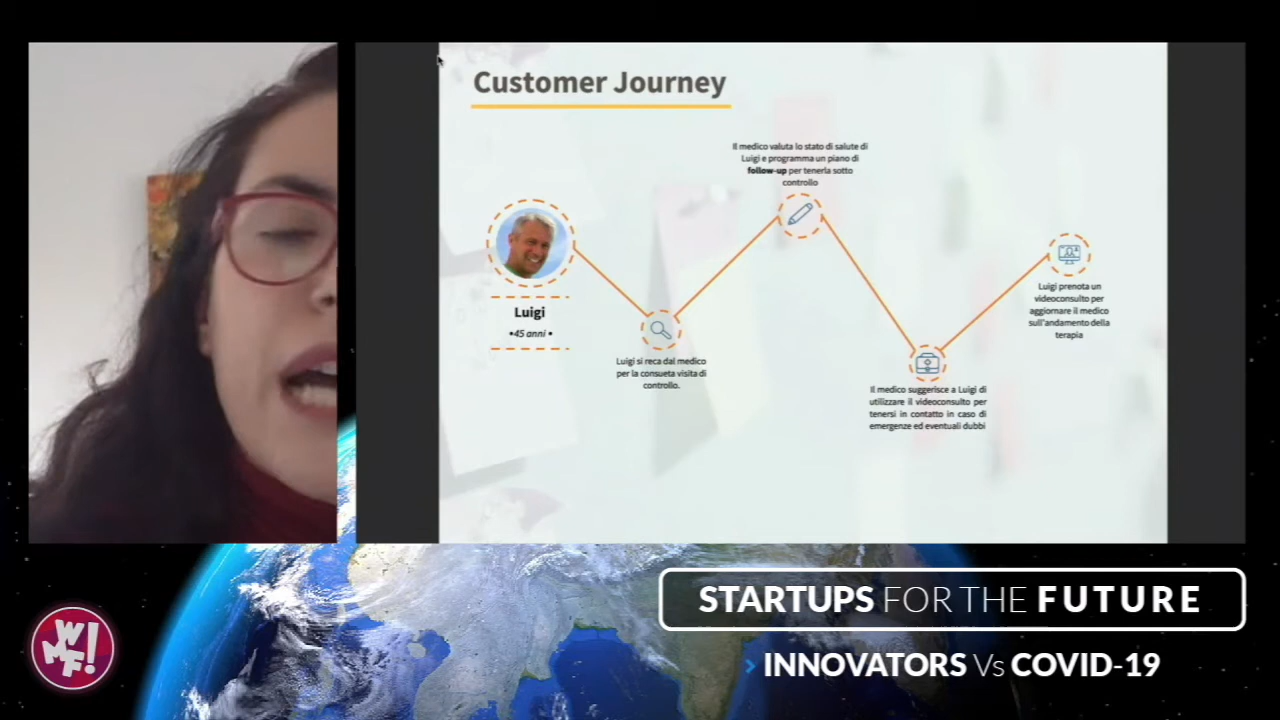 Customer Journey
Il medico valuta lo stato di salute di
Luigi e programma un piano di
follow-up per tenerla sotto
controllo
Luigi
•45 anni •
Luigi si reca dal medico
per la consueta visita di
controllo.
Il medico suggerisce a Luigi di
utilizzare il videoconsulto per
tenersi in contatto in caso di
emergenze ed eventuali dubbi
Luigi prenota un
videoconsulto per
aggiornare il medico
sull'andamento della
terapia
STARTUPS FOR THE FUTURE
INNOVATORS Vs COVID-19
WMF!